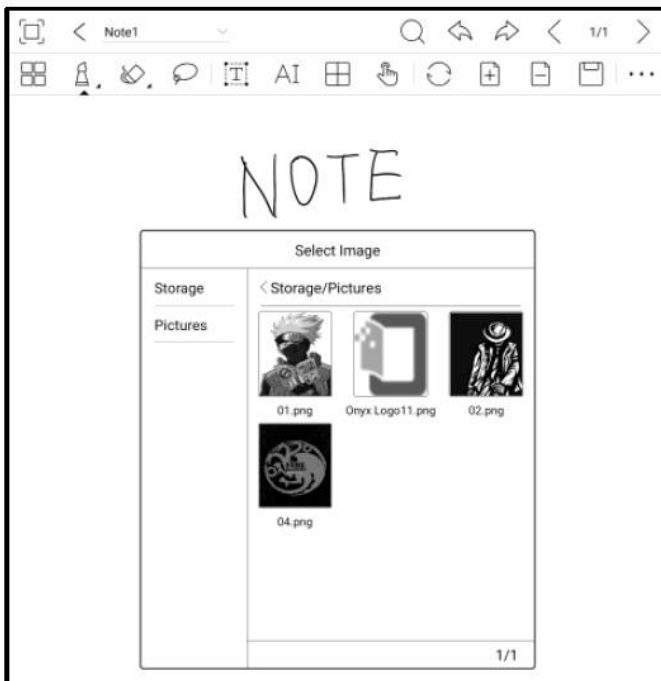 Note1
1/1
T AI
NOTE
Select Image
Storage
Storage/Pictures
Pictures
01.png
Onyx Logo11.png
02.png
04.png
1/1